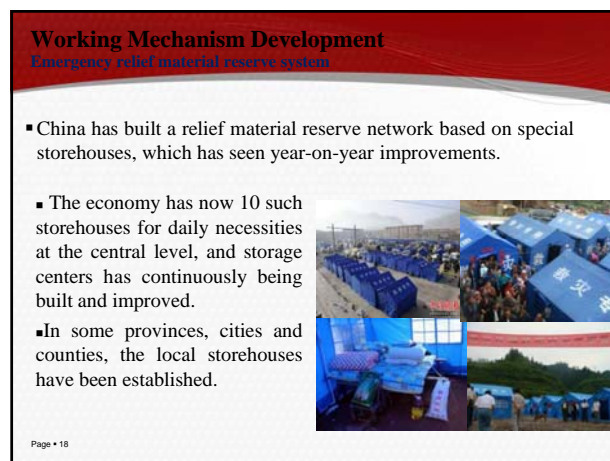 Working Mechanism Development
Emergency relief material reserve system
▪China has built a relief material reserve network based on special
storehouses, which has seen year-on-year improvements.
▪ The economy has now 10 such
storehouses for daily necessities
at the central level, and storage
centers has continuously being
built and improved.
▪In some provinces, cities and
counties, the local storehouses
have been established.
救灾
Page ▪ 18